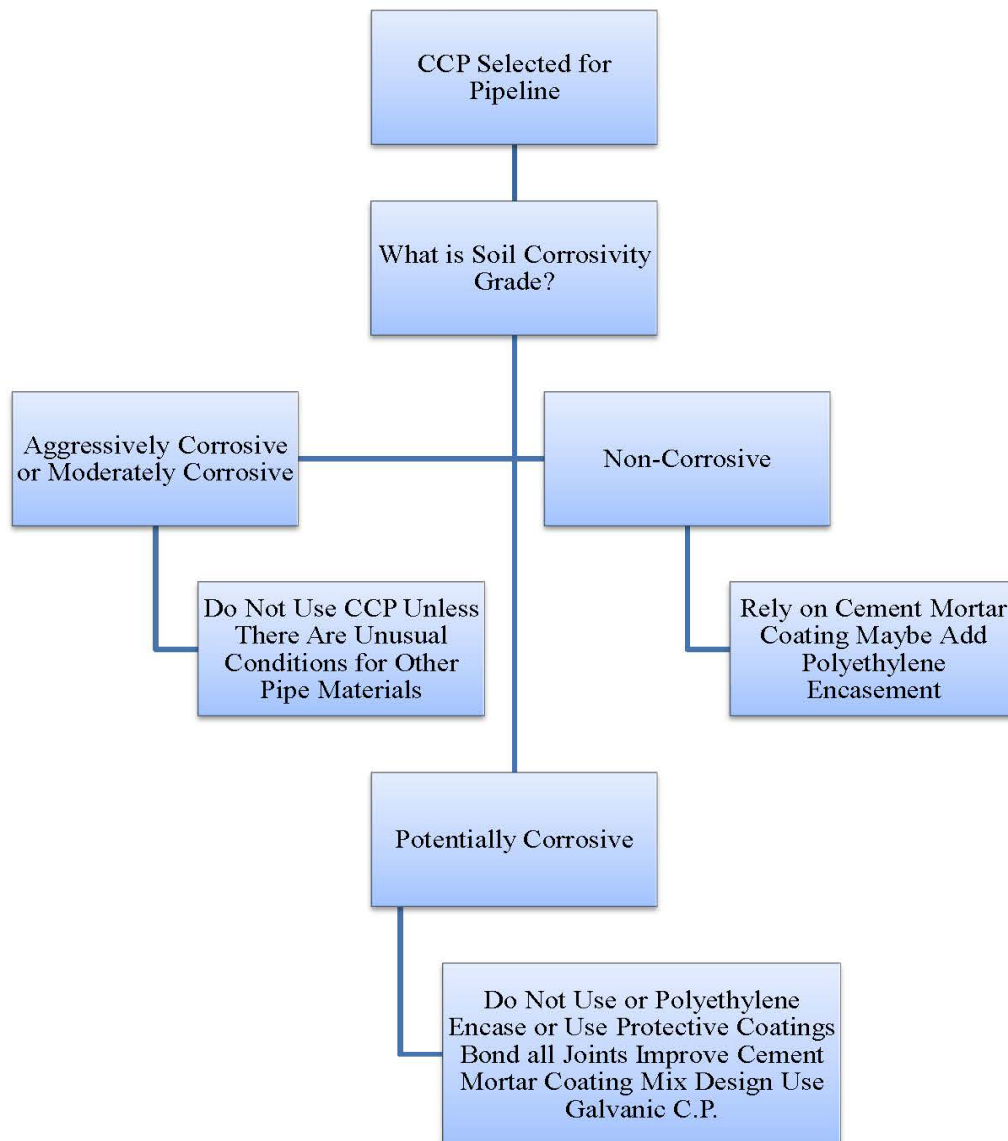 CCP Selected for
Pipeline
What is Soil Corrosivity
Grade?
Aggressively Corrosive
or Moderately Corrosive
Non-Corrosive
Do Not Use CCP Unless
There Are Unusual
Conditions for Other
Pipe Materials
Rely on Cement Mortar
Coating Maybe Add
Polyethylene
Encasement
Potentially Corrosive
Do Not Use or Polyethylene
Encase or Use Protective Coatings
Bond all Joints Improve Cement
Mortar Coating Mix Design Use
Galvanic C.P.